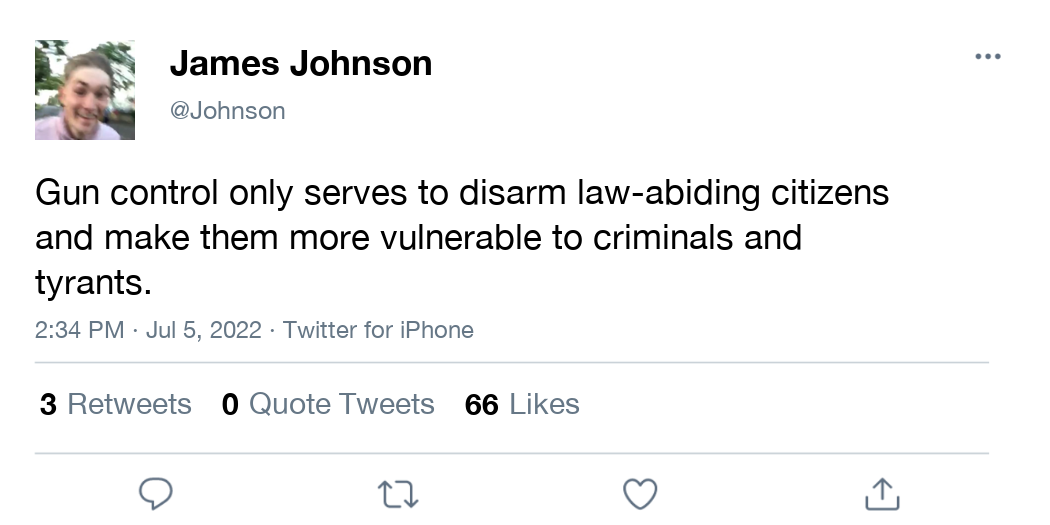 James Johnson
@Johnson
Gun control only serves to disarm law-abiding citizens
and make them more vulnerable to criminals and
tyrants.
2:34 PM · Jul 5, 2022 · Twitter for iPhone
3 Retweets 0 Quote Tweets 66 Likes